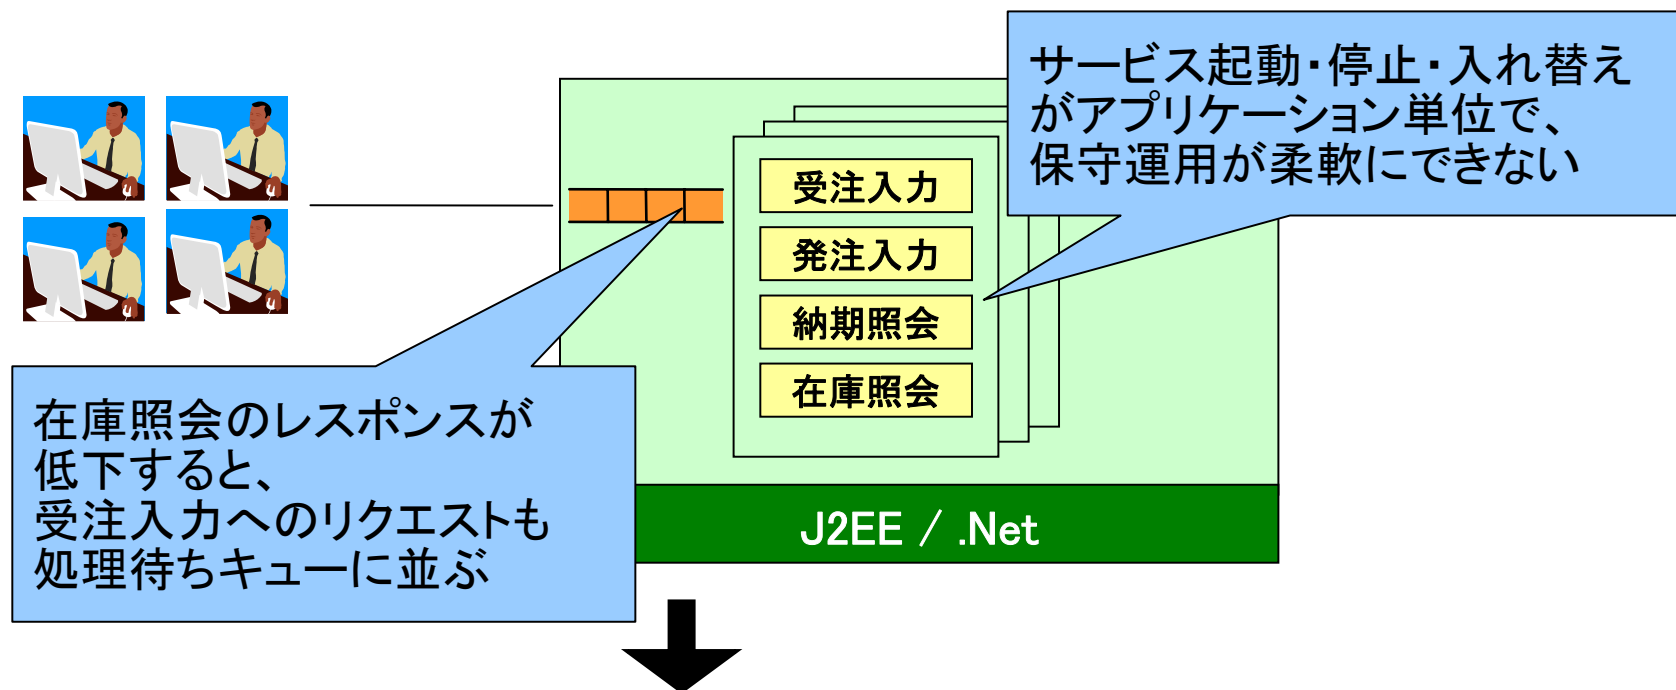 サービス起動・停止・入れ替え
がアプリケーション単位で、
保守運用が柔軟にできない
受注入力
発注入力
納期照会
在庫照会
在庫照会のレスポンスが
低下すると、
受注入力へのリクエストも
処理待ちキューに並ぶ
J2EE / .Net